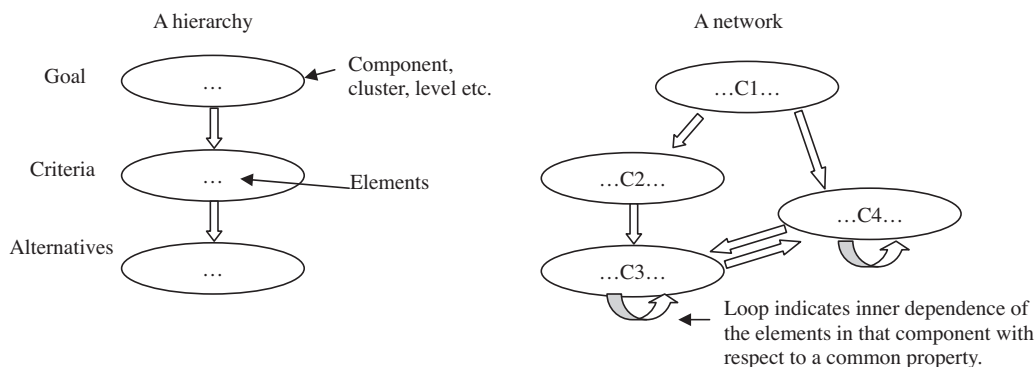 A hierarchy
Goal
...
Component,
cluster, level etc.
Criteria
...
Elements
Alternatives
...
A network
...C1...
...C2...
...C4...
...C3...
Loop indicates inner dependence of
the elements in that component with
respect to a common property.